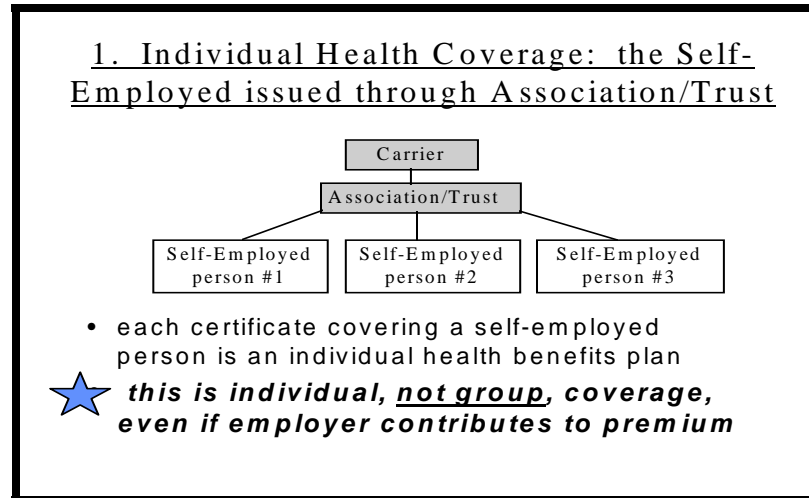 1. Individual Health Coverage: the Self-
Employed issued through Association/Trust
Carrier
Association/Trust
Self-Employed
person #1
Self-Employed
person #2
Self-Employed
person #3
• each certificate covering a self-employed
person is an individual health benefits plan
this is individual, not group, coverage,
even if employer contributes to premium